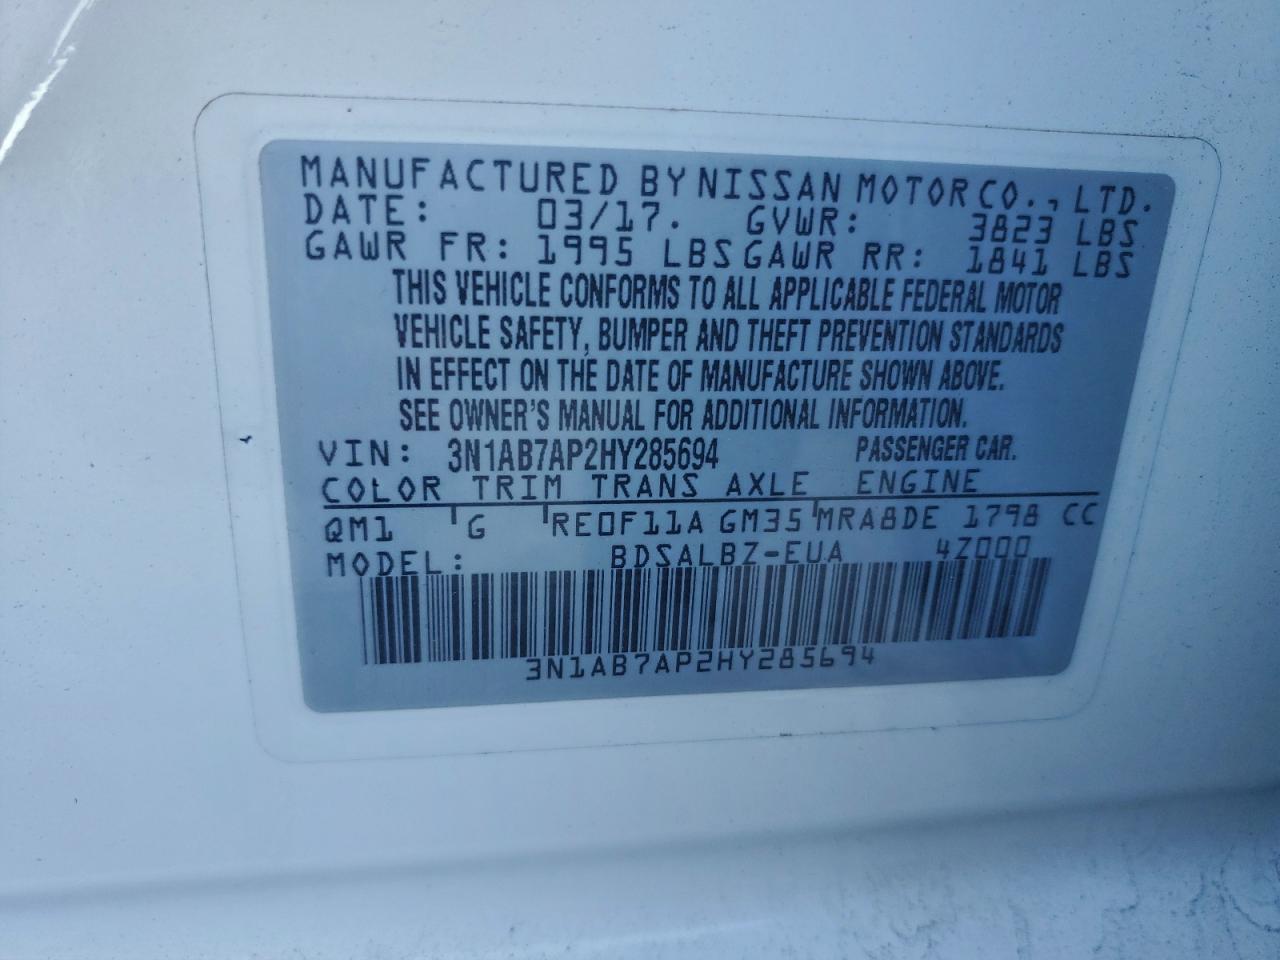 MANUFACTURED BY NISSAN MOTOR CO., LTD.
DATE: 03/17. GVWR: 3823 LBS
GAWR FR: 1995 LBS GAWR RR: 1841 LBS
THIS VEHICLE CONFORMS TO ALL APPLICABLE FEDERAL MOTOR
VEHICLE SAFETY, BUMPER AND THEFT PREVENTION STANDARDS
IN EFFECT ON THE DATE OF MANUFACTURE SHOWN ABOVE.
SEE OWNER'S MANUAL FOR ADDITIONAL INFORMATION.
VIN: 3N1AB7AP2HY285694 PASSENGER CAR.
COLOR TRIM TRANS AXLE ENGINE
QM1 G RE0F11A GM35 MRA8DE 1798 CC
MODEL: BDSALBZ-EUA 4Z000
3N1AB7AP2HY285694